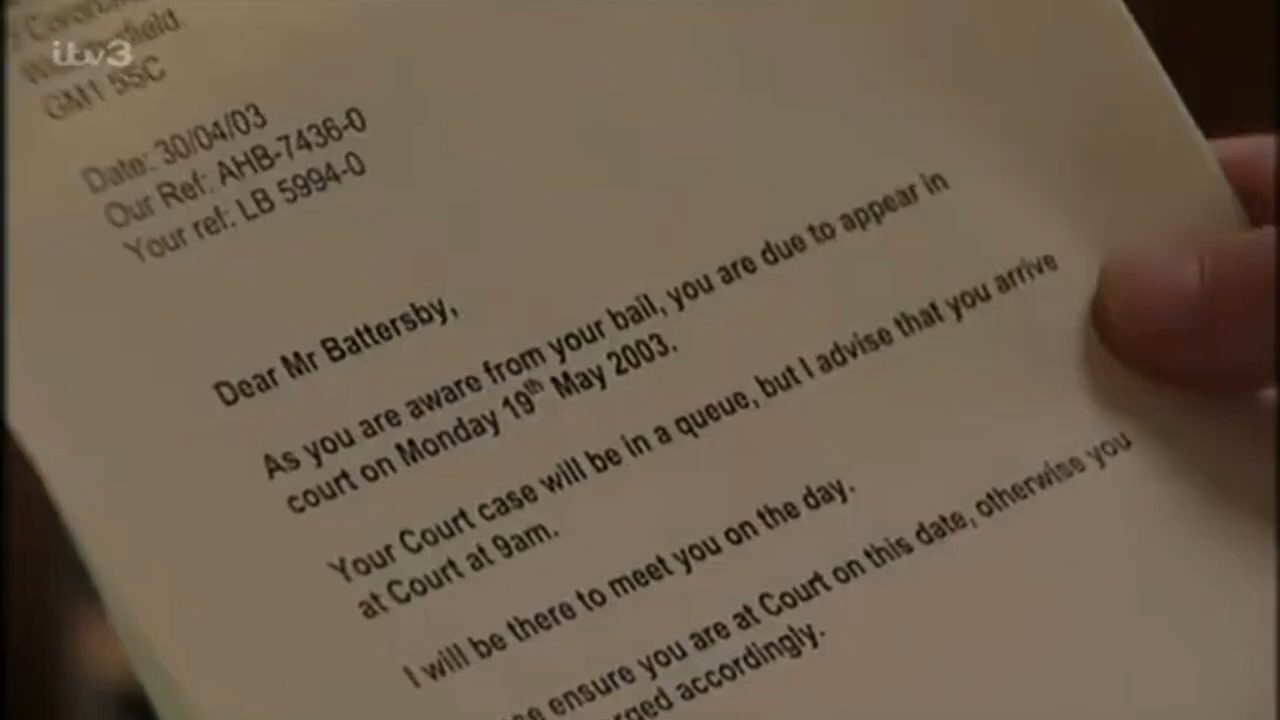 itv3
GM1 5SC
Date: 30/04/03
Our Ref: AHB-7436-0
Your ref: LB 5994-0
Dear Mr Battersby,
As you are aware from your bail, you are due to appear in
court on Monday 19th May 2003.
Your Court case will be in a queue, but I advise that you arrive
at Court at 9am.
I will be there to meet you on the day.
ensure you are at Court on this date, otherwise you
accordingly.